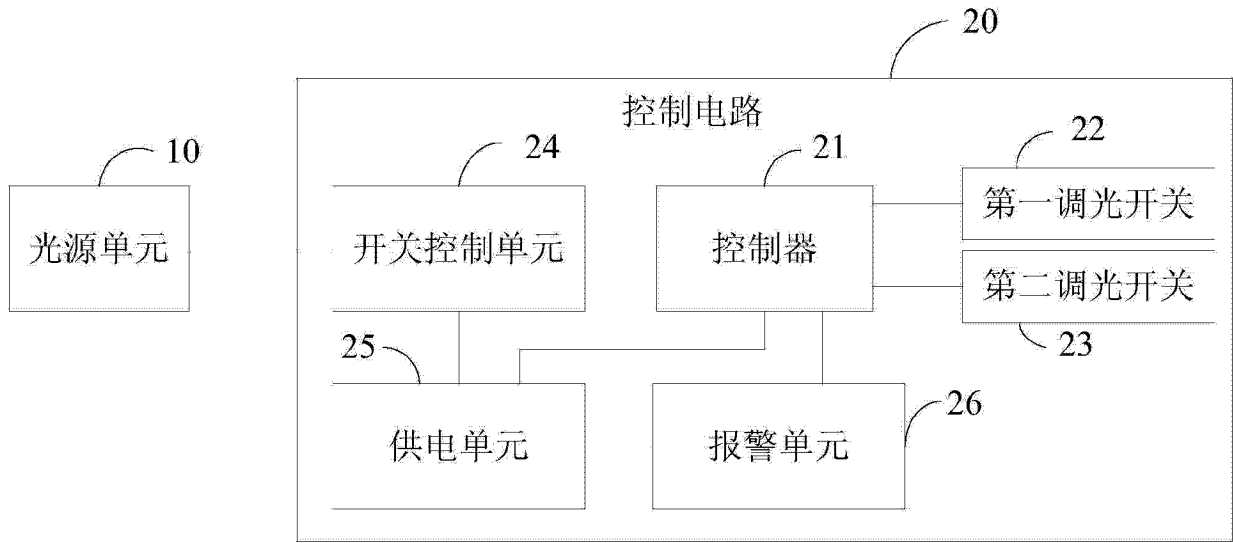 20
控制电路
10
24
21
22
光源单元
开关控制单元
控制器
第一调光开关
第二调光开关
25
23
供电单元
报警单元
26